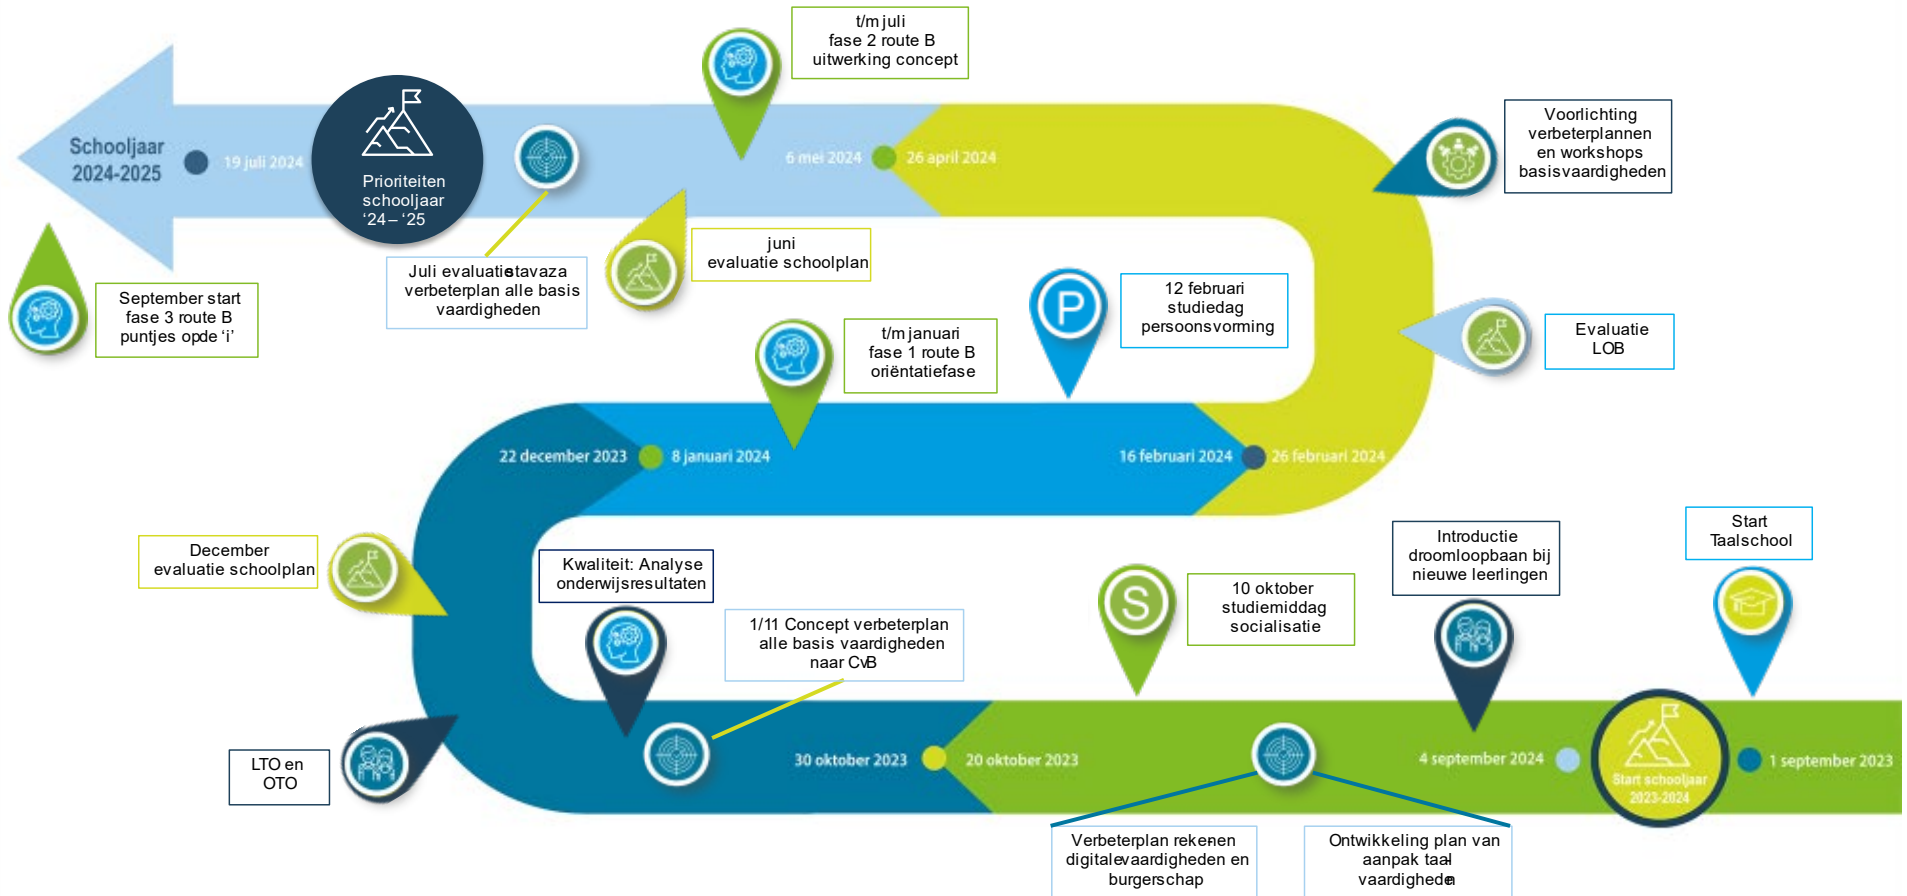 t/m juli
fase 2 route B
uitwerking concept
Schooljaar
2024-2025
19 juli 2024
Prioriteiten
schooljaar
‘24 – ‘25
6 mei 2024
26 april 2024
Voorlichting
verbeterplannen
en workshops
basisvaardigheden
September start
fase 3 route B
puntjes op de ‘i’
Juli evaluatie stavaza
verbeterplan alle basis
vaardigheden
juni
evaluatie schoolplan
t/m januari
fase 1 route B
oriëntatiefase
P
12 februari
studiedag
persoonsvorming
Evaluatie
LOB
22 december 2023
8 januari 2024
16 februari 2024
26 februari 2024
December
evaluatie schoolplan
Kwaliteit: Analyse
onderwijsresultaten
1/11 Concept verbeterplan
alle basis vaardigheden
naar CvB
S
10 oktober
studiemiddag
socialisatie
Introductie
droomloopbaan bij
nieuwe leerlingen
Start
Taalschool
LTO en
OTO
30 oktober 2023
20 oktober 2023
4 september 2024
Start schooljaar
2023-2024
1 september 2023
Verbeterplan reke-nen
digitale vaardigheden en
burgerschap
Ontwikkeling plan van
aanpak taal-
vaardigheden